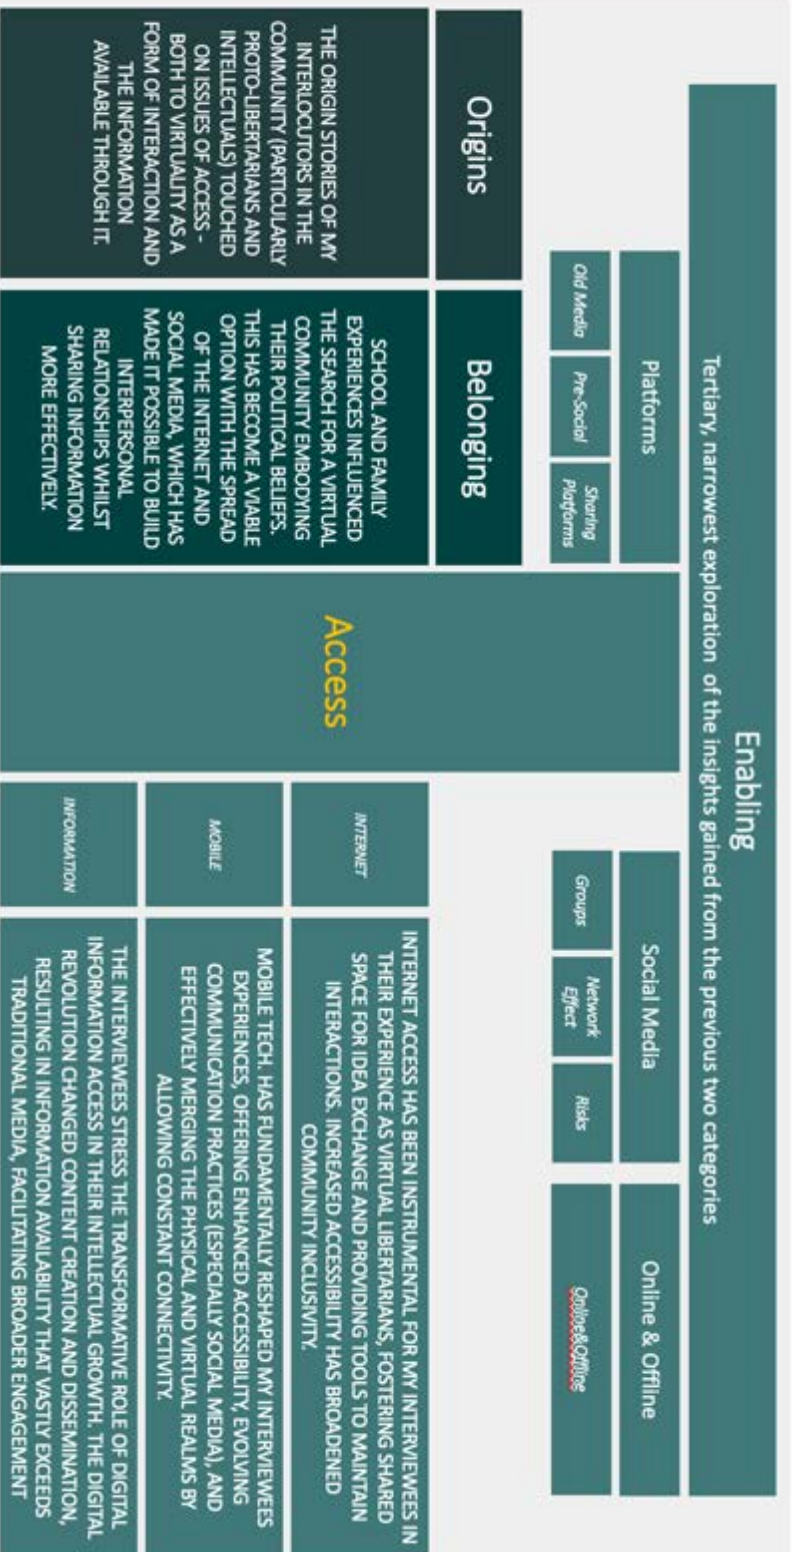 Enabling
Tertiary, narrowest exploration of the insights gained from the previous two categories
Platforms
Old Media
Pre-Social
Sharing
Platforms
Social Media
Groups
Network
Effect
Risks
Online & Offline
Online&Offline
Origins
THE ORIGIN STORIES OF MY
INTERLOCUTORS IN THE
COMMUNITY (PARTICULARLY
PROTO-LIBERTARIANS AND
INTELLECTUALS) TOUCHED
ON ISSUES OF ACCESS -
BOTH TO VIRTUALITY AS A
FORM OF INTERACTION AND
THE INFORMATION
AVAILABLE THROUGH IT.
Belonging
SCHOOL AND FAMILY
EXPERIENCES INFLUENCED
THE SEARCH FOR A VIRTUAL
COMMUNITY EMBODYING
THEIR POLITICAL BELIEFS.
THIS HAS BECOME A VIABLE
OPTION WITH THE SPREAD
OF THE INTERNET AND
SOCIAL MEDIA, WHICH HAS
MADE IT POSSIBLE TO BUILD
INTERPERSONAL
RELATIONSHIPS WHILST
SHARING INFORMATION
MORE EFFECTIVELY.
Access
INTERNET
INTERNET ACCESS HAS BEEN INSTRUMENTAL FOR MY INTERVIEWEES IN
THEIR EXPERIENCE AS VIRTUAL LIBERTARIANS, FOSTERING SHARED
SPACE FOR IDEA EXCHANGE AND PROVIDING TOOLS TO MAINTAIN
INTERACTIONS. INCREASED ACCESSIBILITY HAS BROADENED
COMMUNITY INCLUSIVITY.
MOBILE
MOBILE TECH. HAS FUNDAMENTALLY RESHAPED MY INTERVIEWEES
EXPERIENCES, OFFERING ENHANCED ACCESSIBILITY, EVOLVING
COMMUNICATION PRACTICES (ESPECIALLY SOCIAL MEDIA), AND
EFFECTIVELY MERGING THE PHYSICAL AND VIRTUAL REALMS BY
ALLOWING CONSTANT CONNECTIVITY.
INFORMATION
THE INTERVIEWEES STRESS THE TRANSFORMATIVE ROLE OF DIGITAL
INFORMATION ACCESS IN THEIR INTELLECTUAL GROWTH. THE DIGITAL
REVOLUTION CHANGED CONTENT CREATION AND DISSEMINATION,
RESULTING IN INFORMATION AVAILABILITY THAT VASTLY EXCEEDS
TRADITIONAL MEDIA, FACILITATING BROADER ENGAGEMENT